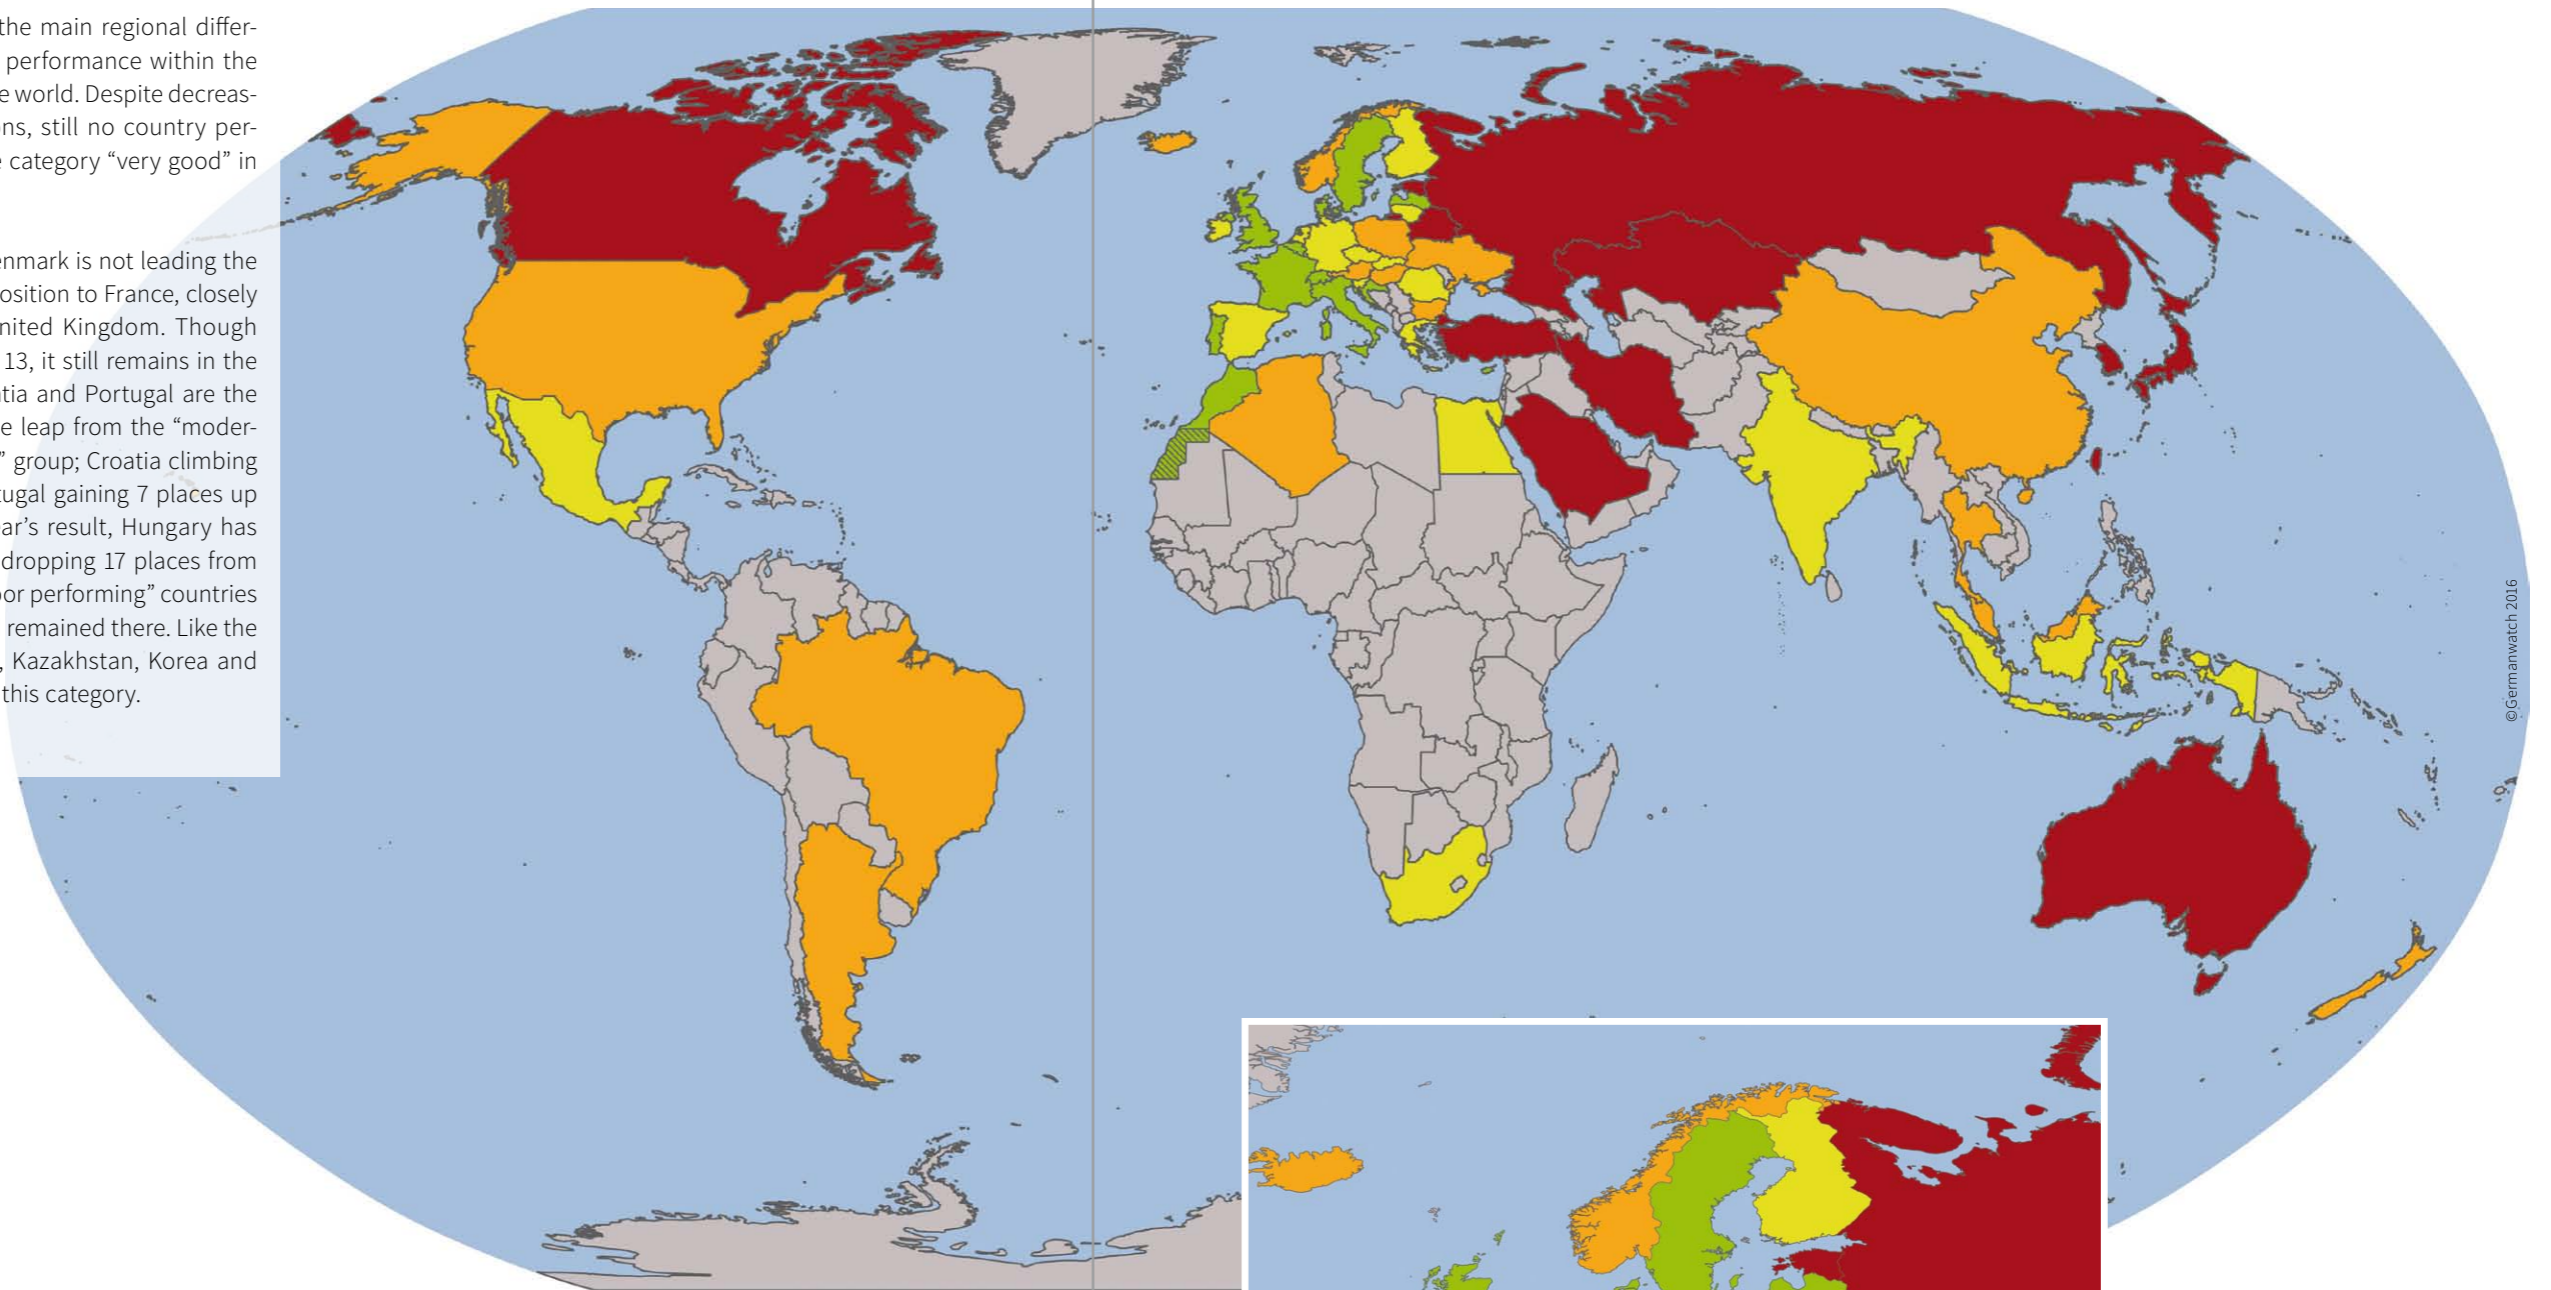 the main regional differ-
performance within the
e world. Despite decreas-
ns, still no country per-
category “very good” in
enmark is not leading the
osition to France, closely
nited Kingdom. Though
13, it still remains in the
tia and Portugal are the
e leap from the “moder-
” group; Croatia climbing
tugal gaining 7 places up
ear’s result, Hungary has
dropping 17 places from
or performing” countries
remained there. Like the
, Kazakhstan, Korea and
this category.
©Germanwatch 2016